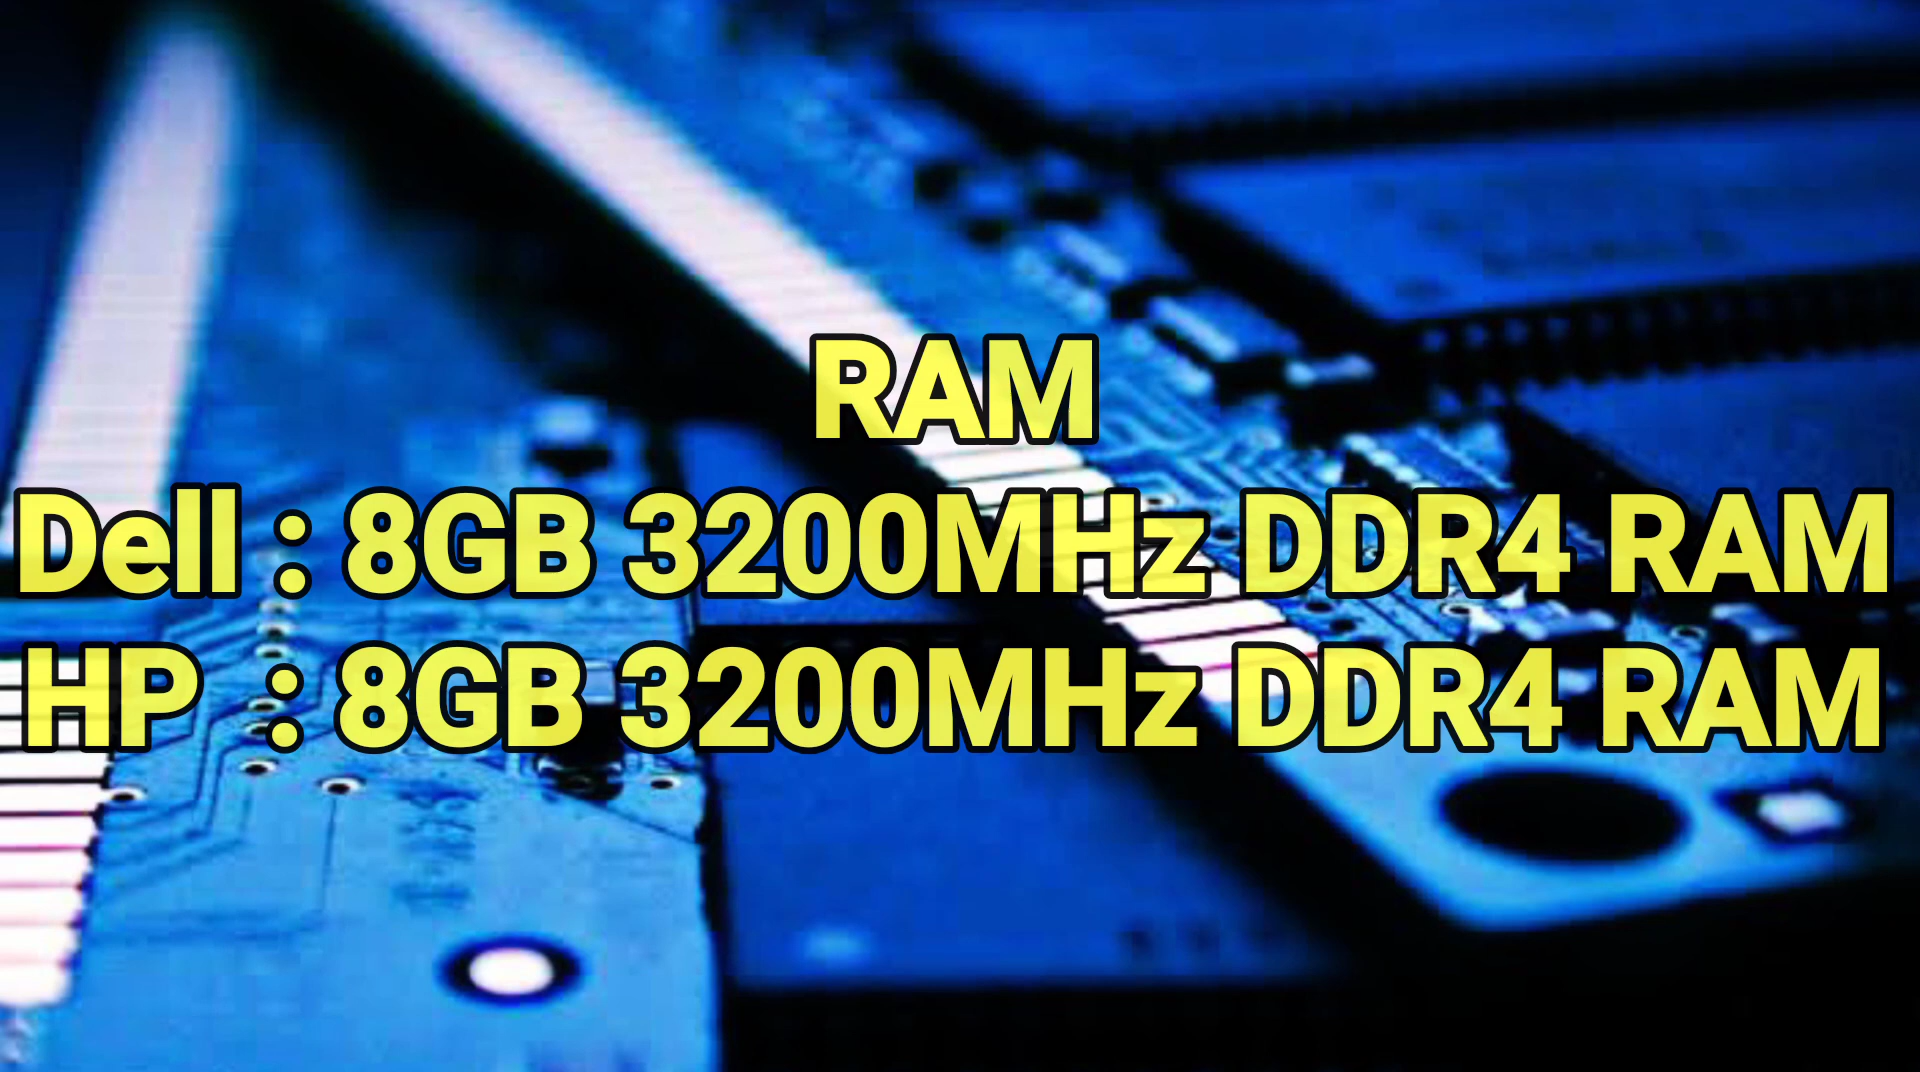 RAM
Dell : 8GB 3200MHz DDR4 RAM
HP : 8GB 3200MHz DDR4 RAM